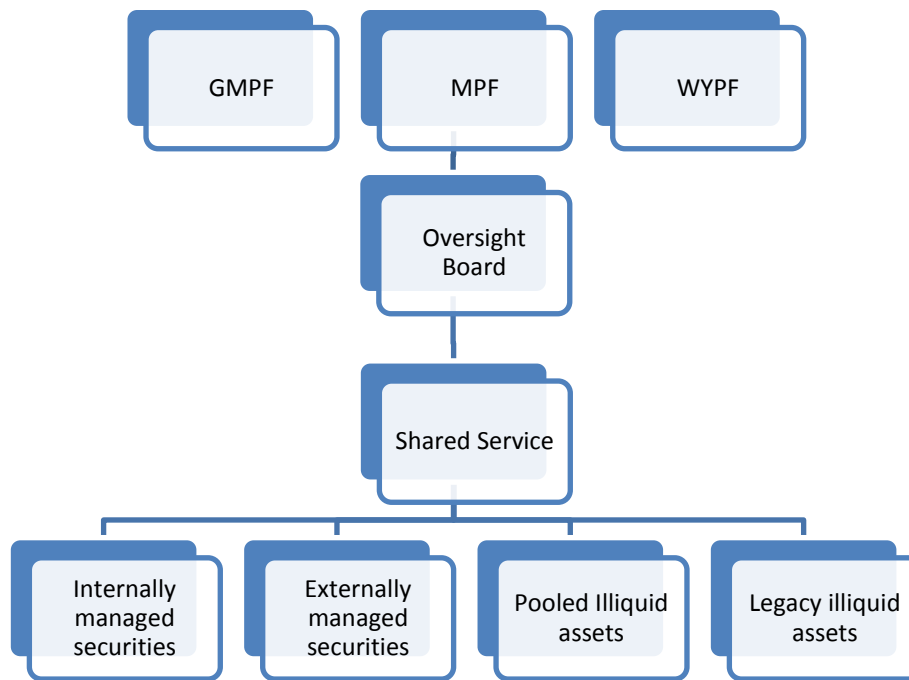 GMPF
MPF
WYPF
Oversight
Board
Shared Service
Internally
managed
securities
Externally
managed
securities
Pooled Illiquid
assets
Legacy illiquid
assets